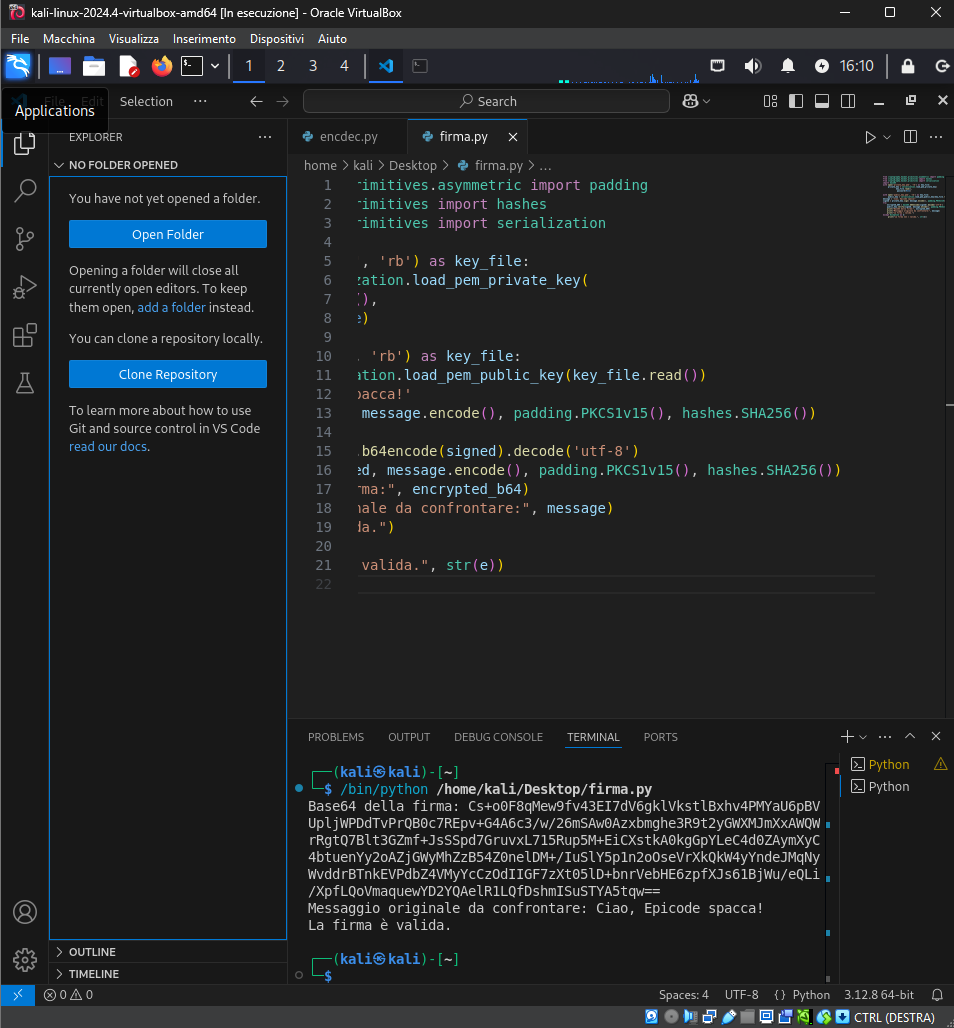 kali-linux-2024.4-virtualbox-amd64 [In esecuzione] - Oracle VirtualBox
File Macchina Visualizza Inserimento Dispositivi Aiuto
1 2 3 4 16:10
File Edit Selection ··· Search
Applications
EXPLORER ···
encdec.py firma.py
NO FOLDER OPENED
home > kali > Desktop > firma.py > ...
You have not yet opened a folder.
Open Folder
Opening a folder will close all
currently open editors. To keep
them open, add a folder instead.
You can clone a repository locally.
Clone Repository
To learn more about how to use
Git and source control in VS Code
read our docs.
1 rimitives.asymmetric import padding
2 rimitives import hashes
3 rimitives import serialization
4
5 , 'rb') as key_file:
6 zation.load_pem_private_key(
7 (),
8 e)
9
10 , 'rb') as key_file:
11 ation.load_pem_public_key(key_file.read())
12 pacca!'
13 message.encode(), padding.PKCS1v15(), hashes.SHA256())
14
15 .b64encode(signed).decode('utf-8')
16 ed, message.encode(), padding.PKCS1v15(), hashes.SHA256())
17 rma:", encrypted_b64)
18 nale da confrontare:", message)
19 da.")
20
21 valida.", str(e))
22
PROBLEMS OUTPUT DEBUG CONSOLE TERMINAL PORTS
Python
Python
┌──(kali㉿kali)-[~]
└─$ /bin/python /home/kali/Desktop/firma.py
Base64 della firma: Cs+o0F8qMew9fv43EI7dV6gklVkstlBxhv4PMYaU6pBV
UpljWPDdTvPrQB0c7REpv+G4A6c3/w/26mSAw0Azxbmghe3R9t2yGWXMJmXxAWQW
rRgtQ7Blt3GZmf+JsSSpd7GruvxL715Rup5M+EiCXstkA0kgGpYLeC4d0ZAymXyC
4btuenYy2oAZjGWyMhZzB54Z0nelDM+/IuSlY5p1n2oOseVrXkQkW4yYndeJMqNy
WvddrBTnkEVPdbZ4VMyYcCzOdIIGF7zXt05lD+bnrVebHE6zpfXJs61BjWu/eQLi
/XpfLQoVmaquewYD2YQAelR1LQfDshmISuSTYA5tqw==
Messaggio originale da confrontare: Ciao, Epicode spacca!
La firma è valida.
┌──(kali㉿kali)-[~]
└─$
OUTLINE
TIMELINE
0 0 Spaces: 4 UTF-8 {} Python 3.12.8 64-bit
CTRL (DESTRA)